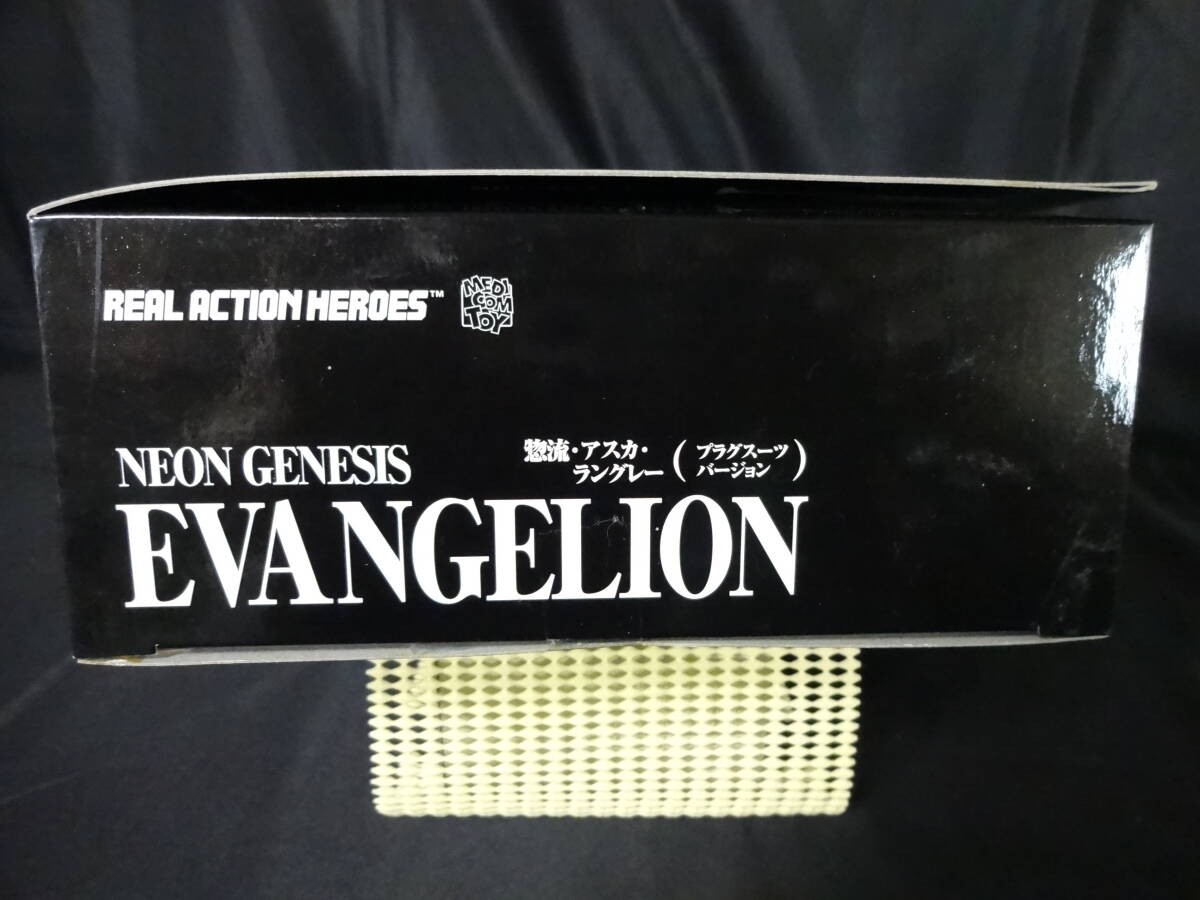 REAL ACTION HEROES™
MEDI
COM
TOY
NEON GENESIS
惣流・アスカ・
ラングレー
(プラグスーツ
バージョン)
EVANGELION